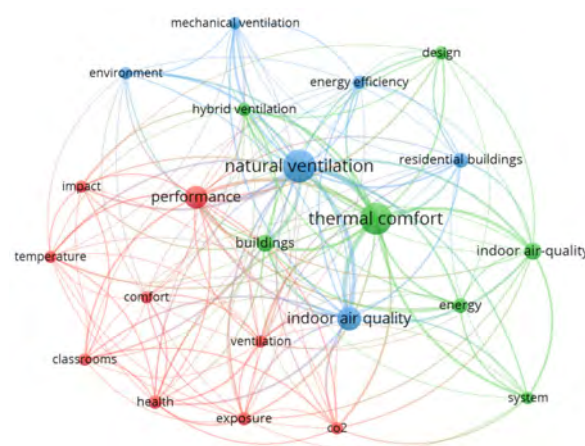 mechanical ventilation
design
environment
energy efficiency
hybrid ventilation
natural ventilation
residential buildings
impact
performance
thermal comfort
buildings
indoor air-quality
temperature
comfort
energy
indoor air quality
ventilation
classrooms
health
system
exposure
co2